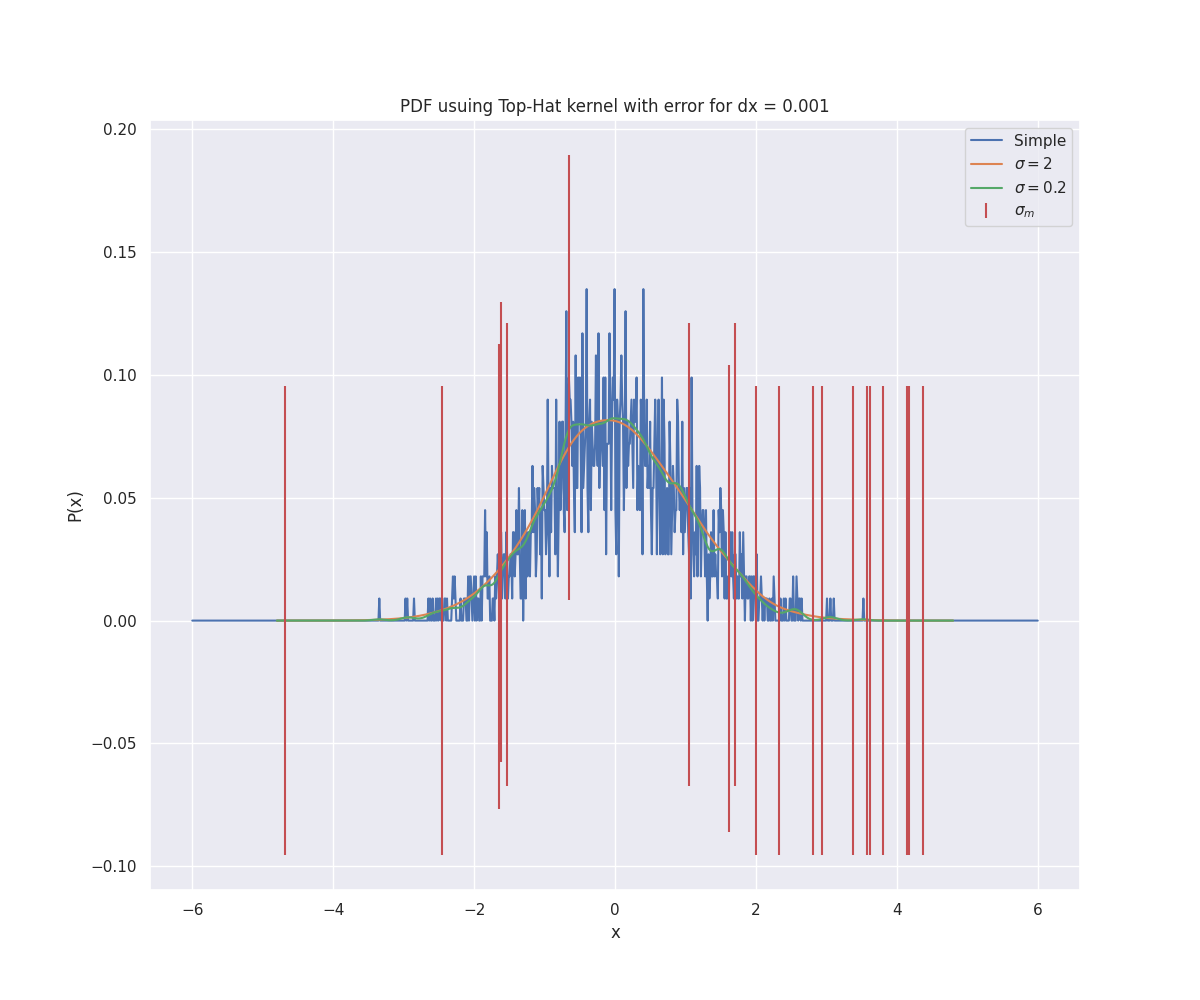 PDF usuing Top-Hat kernel with error for dx = 0.001
Simple
σ = 2
σ = 0.2
σm
P(x)
0.20
0.15
0.10
0.05
0.00
−0.05
−0.10
−6
−4
−2
0
2
4
6
x